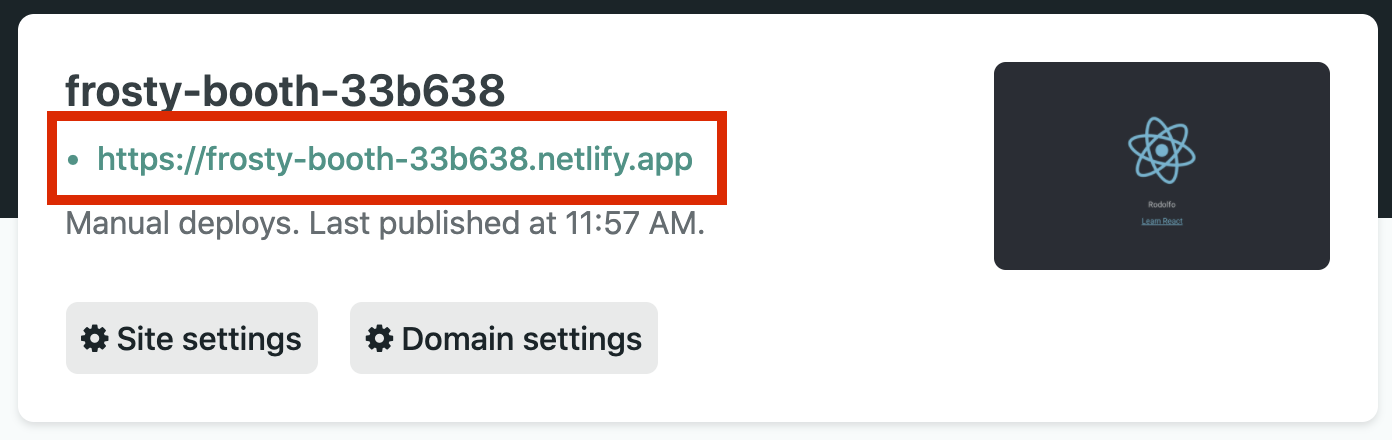 frosty-booth-33b638
• https://frosty-booth-33b638.netlify.app
Manual deploys. Last published at 11:57 AM.
Site settings
Domain settings
Rodolfo
Learn React